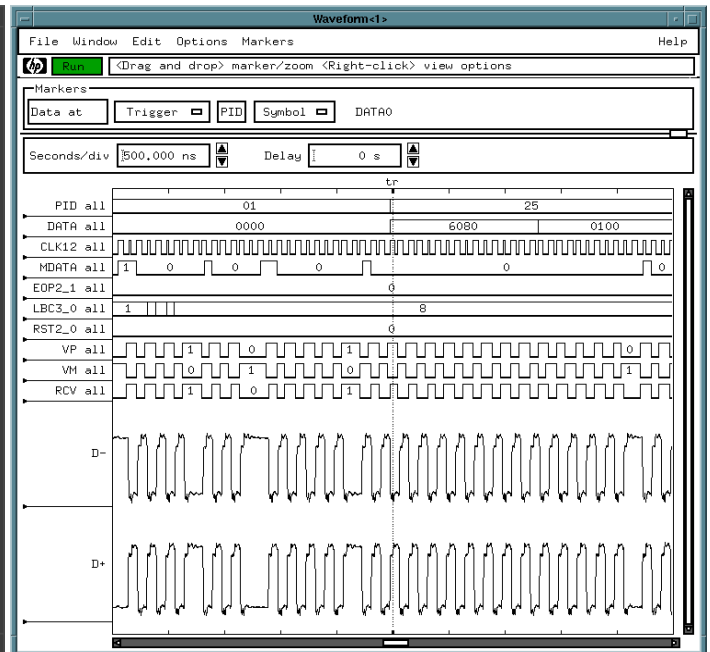 Waveform<1>
File Window Edit Options Markers Help
hp Run <Drag and drop> marker/zoom <Right-click> view options
Markers
Data at Trigger PID Symbol DATA0
Seconds/div 500.000 ns Delay 0 s
tr
PID all 01 25
DATA all 0000 6080 0100
CLK12 all
MDATA all 1 0 0 0 0 0
EOP2_1 all 0
LBC3_0 all 1 8
RST2_0 all 0
VP all 1 0 1 0
VM all 0 1 0 1
RCV all 1 0 1
D-
D+